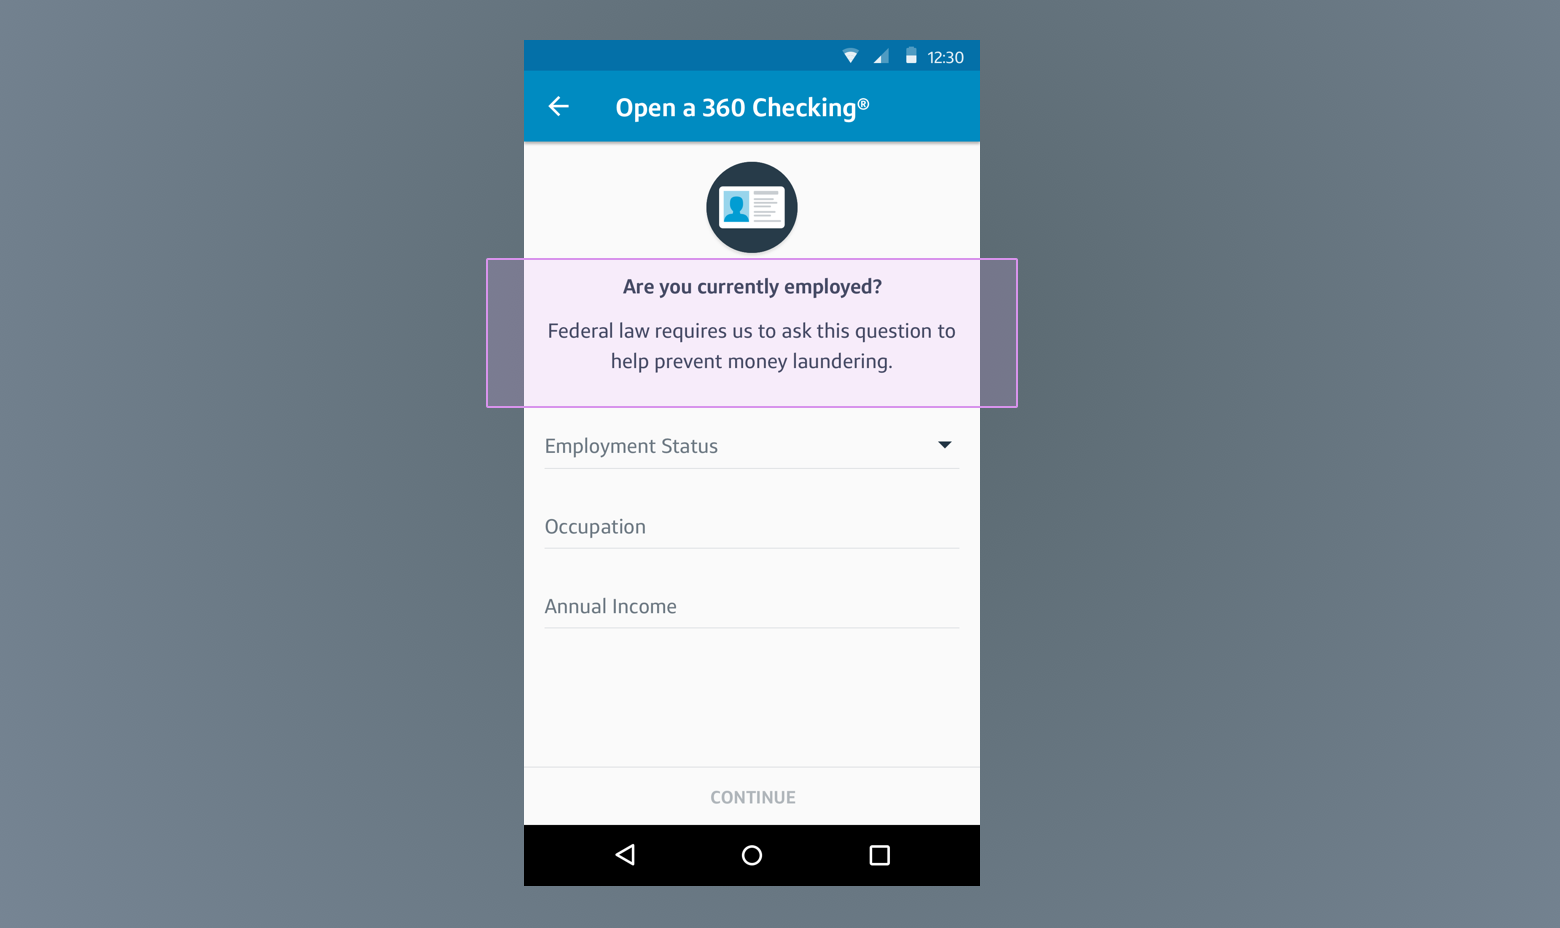 12:30
Open a 360 Checking®
Are you currently employed?
Federal law requires us to ask this question to
help prevent money laundering.
Employment Status
Occupation
Annual Income
CONTINUE